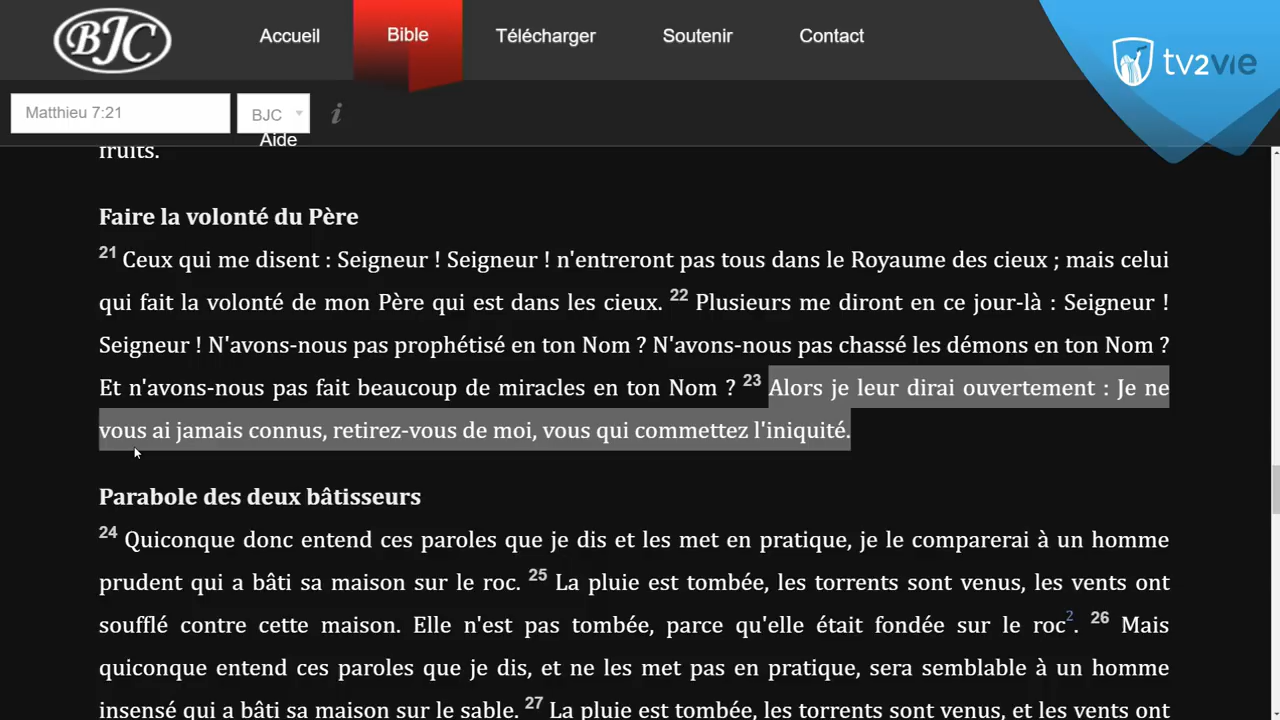 BJC
Accueil
Bible
Télécharger
Soutenir
Contact
tv2vie
Matthieu 7:21
BJC
i
Aide
fruits.
Faire la volonté du Père
21 Ceux qui me disent : Seigneur ! Seigneur ! n'entreront pas tous dans le Royaume des cieux ; mais celui
qui fait la volonté de mon Père qui est dans les cieux. 22 Plusieurs me diront en ce jour-là : Seigneur !
Seigneur ! N'avons-nous pas prophétisé en ton Nom ? N'avons-nous pas chassé les démons en ton Nom ?
Et n'avons-nous pas fait beaucoup de miracles en ton Nom ? 23 Alors je leur dirai ouvertement : Je ne
vous ai jamais connus, retirez-vous de moi, vous qui commettez l'iniquité.
Parabole des deux bâtisseurs
24 Quiconque donc entend ces paroles que je dis et les met en pratique, je le comparerai à un homme
prudent qui a bâti sa maison sur le roc. 25 La pluie est tombée, les torrents sont venus, les vents ont
soufflé contre cette maison. Elle n'est pas tombée, parce qu'elle était fondée sur le roc2. 26 Mais
quiconque entend ces paroles que je dis, et ne les met pas en pratique, sera semblable à un homme
insensé qui a bâti sa maison sur le sable. 27 La pluie est tombée, les torrents sont venus, et les vents ont